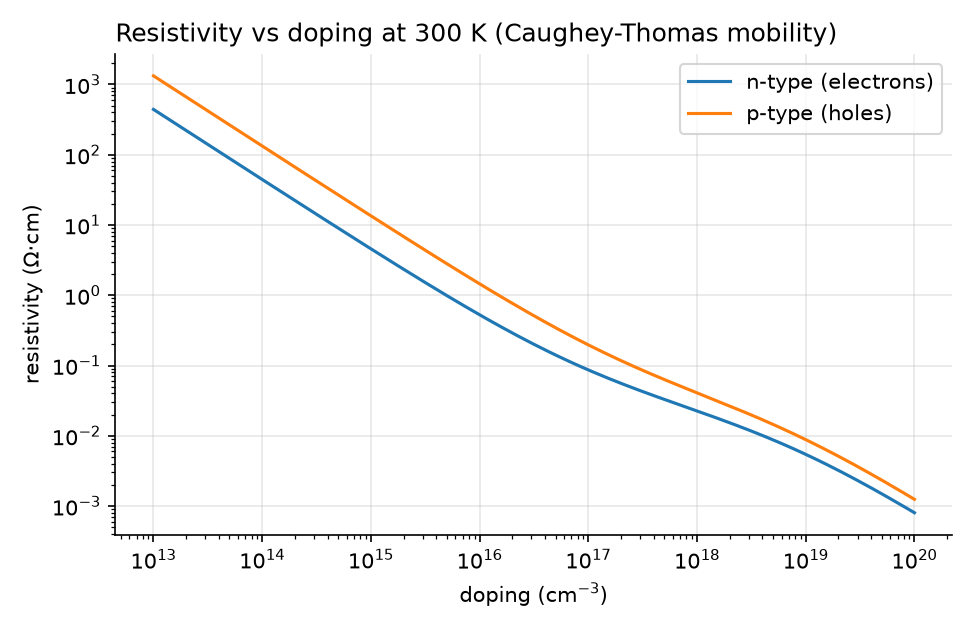 Resistivity vs doping at 300 K (Caughey-Thomas mobility)
n-type (electrons)
p-type (holes)
resistivity (Ω·cm)
10³
10²
10¹
10⁰
10⁻¹
10⁻²
10⁻³
10¹³ 10¹⁴ 10¹⁵ 10¹⁶ 10¹⁷ 10¹⁸ 10¹⁹ 10²⁰
doping (cm⁻³)